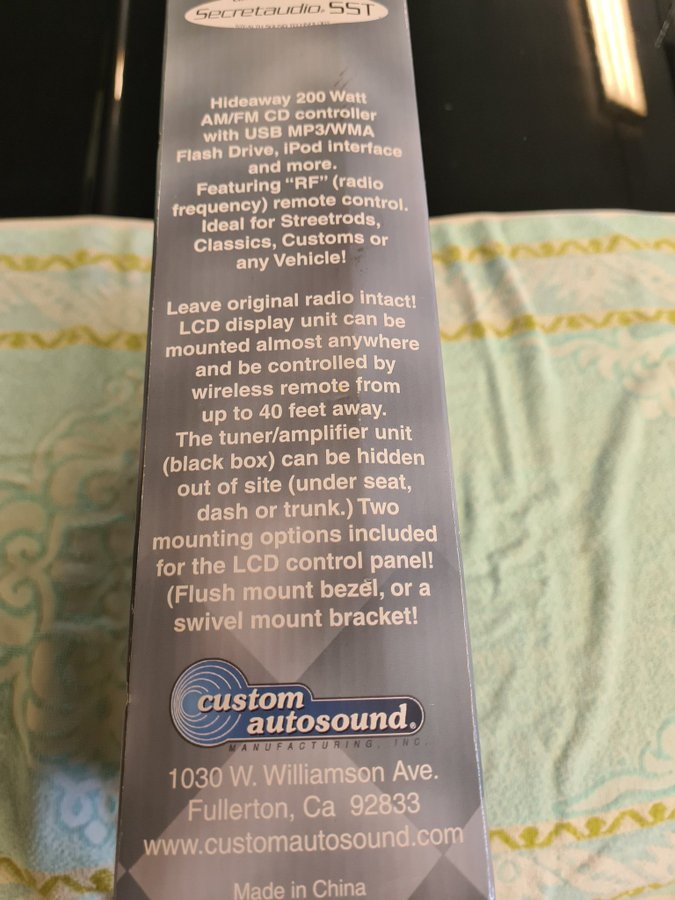 Secretaudio® SST
Hideaway 200 Watt
AM/FM CD controller
with USB MP3/WMA
Flash Drive, iPod interface
and more.
Featuring “RF” (radio
frequency) remote control.
Ideal for Streetrods,
Classics, Customs or
any Vehicle!
Leave original radio intact!
LCD display unit can be
mounted almost anywhere
and be controlled by
wireless remote from
up to 40 feet away.
The tuner/amplifier unit
(black box) can be hidden
out of site (under seat,
dash or trunk.) Two
mounting options included
for the LCD control panel!
(Flush mount bezel, or a
swivel mount bracket!
custom
autosound®
MANUFACTURING, INC.
1030 W. Williamson Ave.
Fullerton, Ca 92833
www.customautosound.com
Made in China